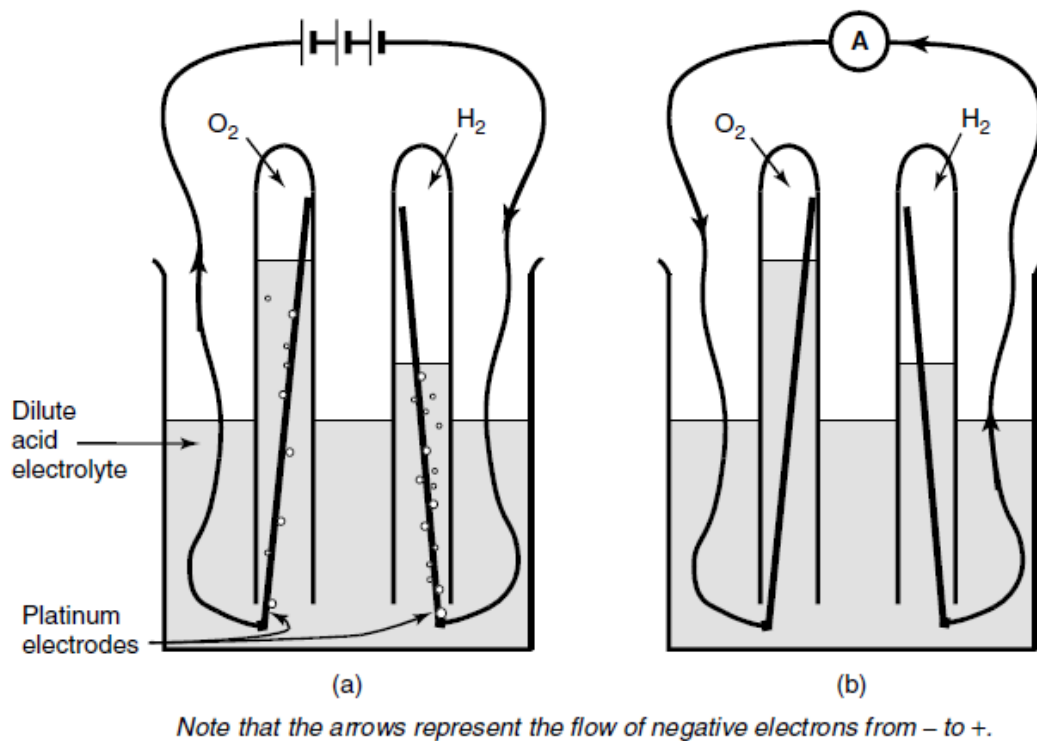 A
O2
H2
O2
H2
Dilute
acid
electrolyte
Platinum
electrodes
(a)
(b)
Note that the arrows represent the flow of negative electrons from – to +.